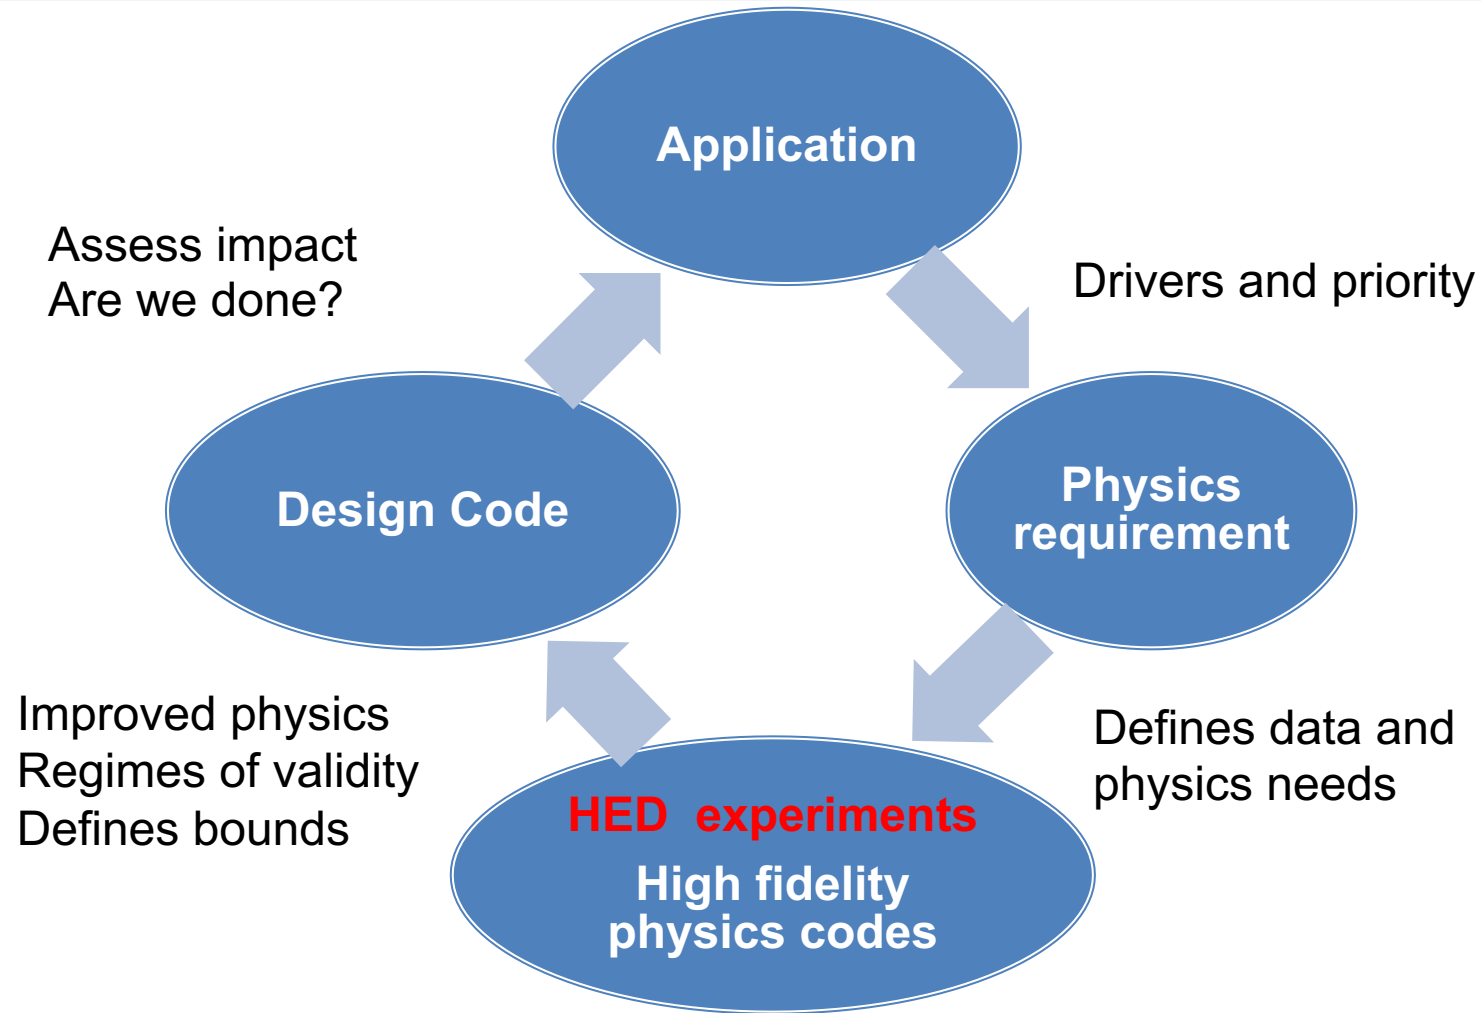 Application
Assess impact
Are we done?
Drivers and priority
Design Code
Physics
requirement
Improved physics
Regimes of validity
Defines bounds
Defines data and
physics needs
HED  experiments
High fidelity
physics codes